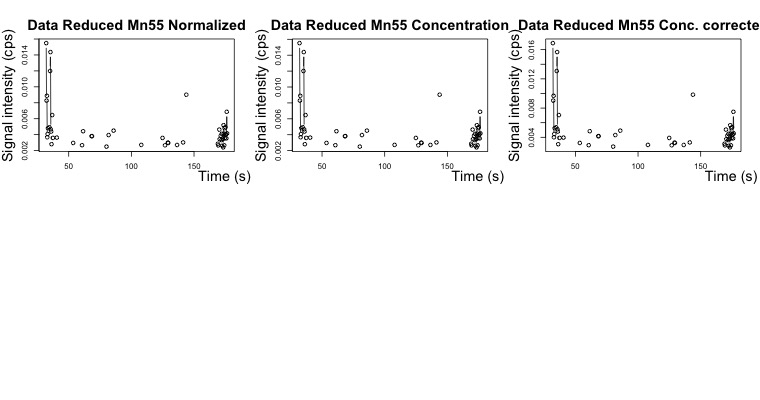 Data Reduced Mn55 Normalized
Signal intensity (cps)
0.014
0.010
0.006
0.002
50
100
150
Time (s)
Data Reduced Mn55 Concentration
Signal intensity (cps)
0.014
0.010
0.006
0.002
50
100
150
Time (s)
Data Reduced Mn55 Conc. correcte
Signal intensity (cps)
0.016
0.012
0.008
0.004
50
100
150
Time (s)